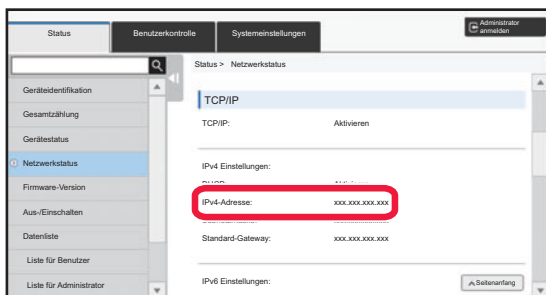 Status
Benutzerkontrolle
Systemeinstellungen
Administrator
anmelden
Status > Netzwerkstatus
Geräteidentifikation
Gesamtzählung
Gerätestatus
Netzwerkstatus
Firmware-Version
Aus-/Einschalten
Datenliste
Liste für Benutzer
Liste für Administrator
TCP/IP
TCP/IP: Aktivieren
IPv4 Einstellungen:
IPv4-Adresse: xxx.xxx.xxx.xxx
Standard-Gateway: xxx.xxx.xxx.xxx
IPv6 Einstellungen:
Seitenanfang